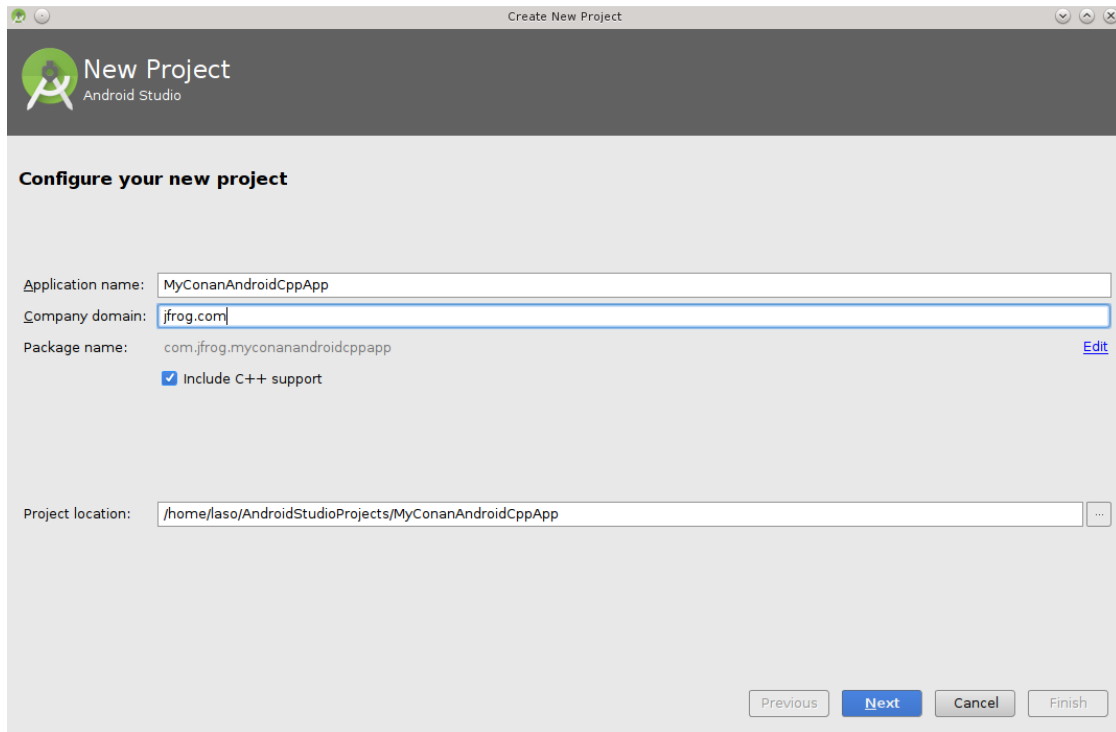 Create New Project
New Project
Android Studio
Configure your new project
Application name: MyConanAndroidCppApp
Company domain: jfrog.com
Package name: com.jfrog.myconanandroidcppapp Edit
Include C++ support
Project location: /home/laso/AndroidStudioProjects/MyConanAndroidCppApp ...
Previous Next Cancel Finish